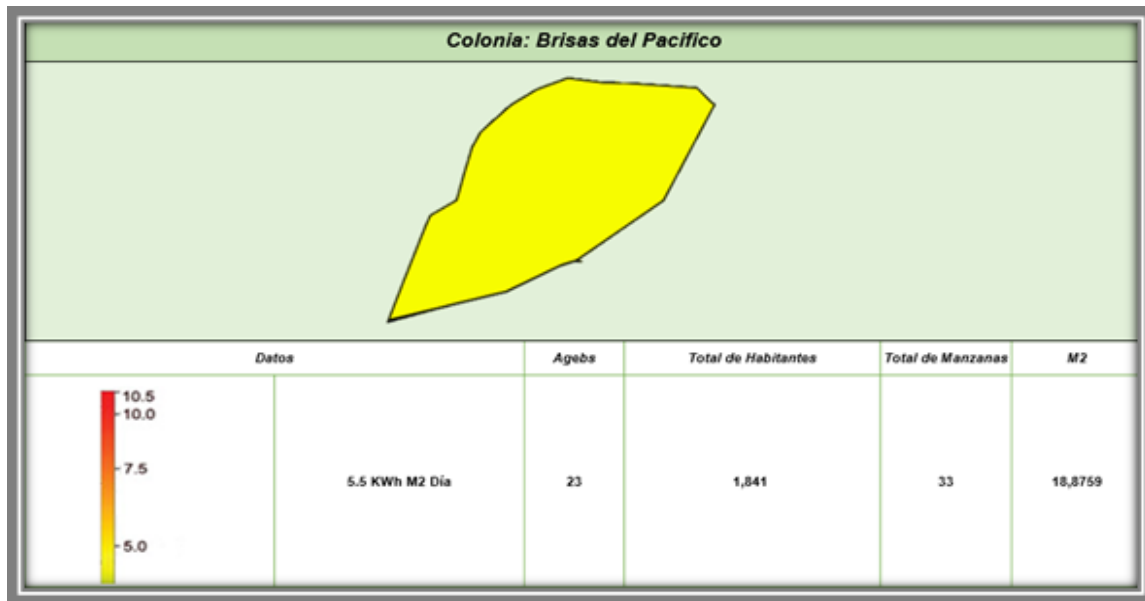 Colonia: Brisas del Pacífico
Datos
Agebs
Total de Habitantes
Total de Manzanas
M2
10.5
10.0
7.5
5.0
5.5 KWh M2 Día
23
1,841
33
18,8759